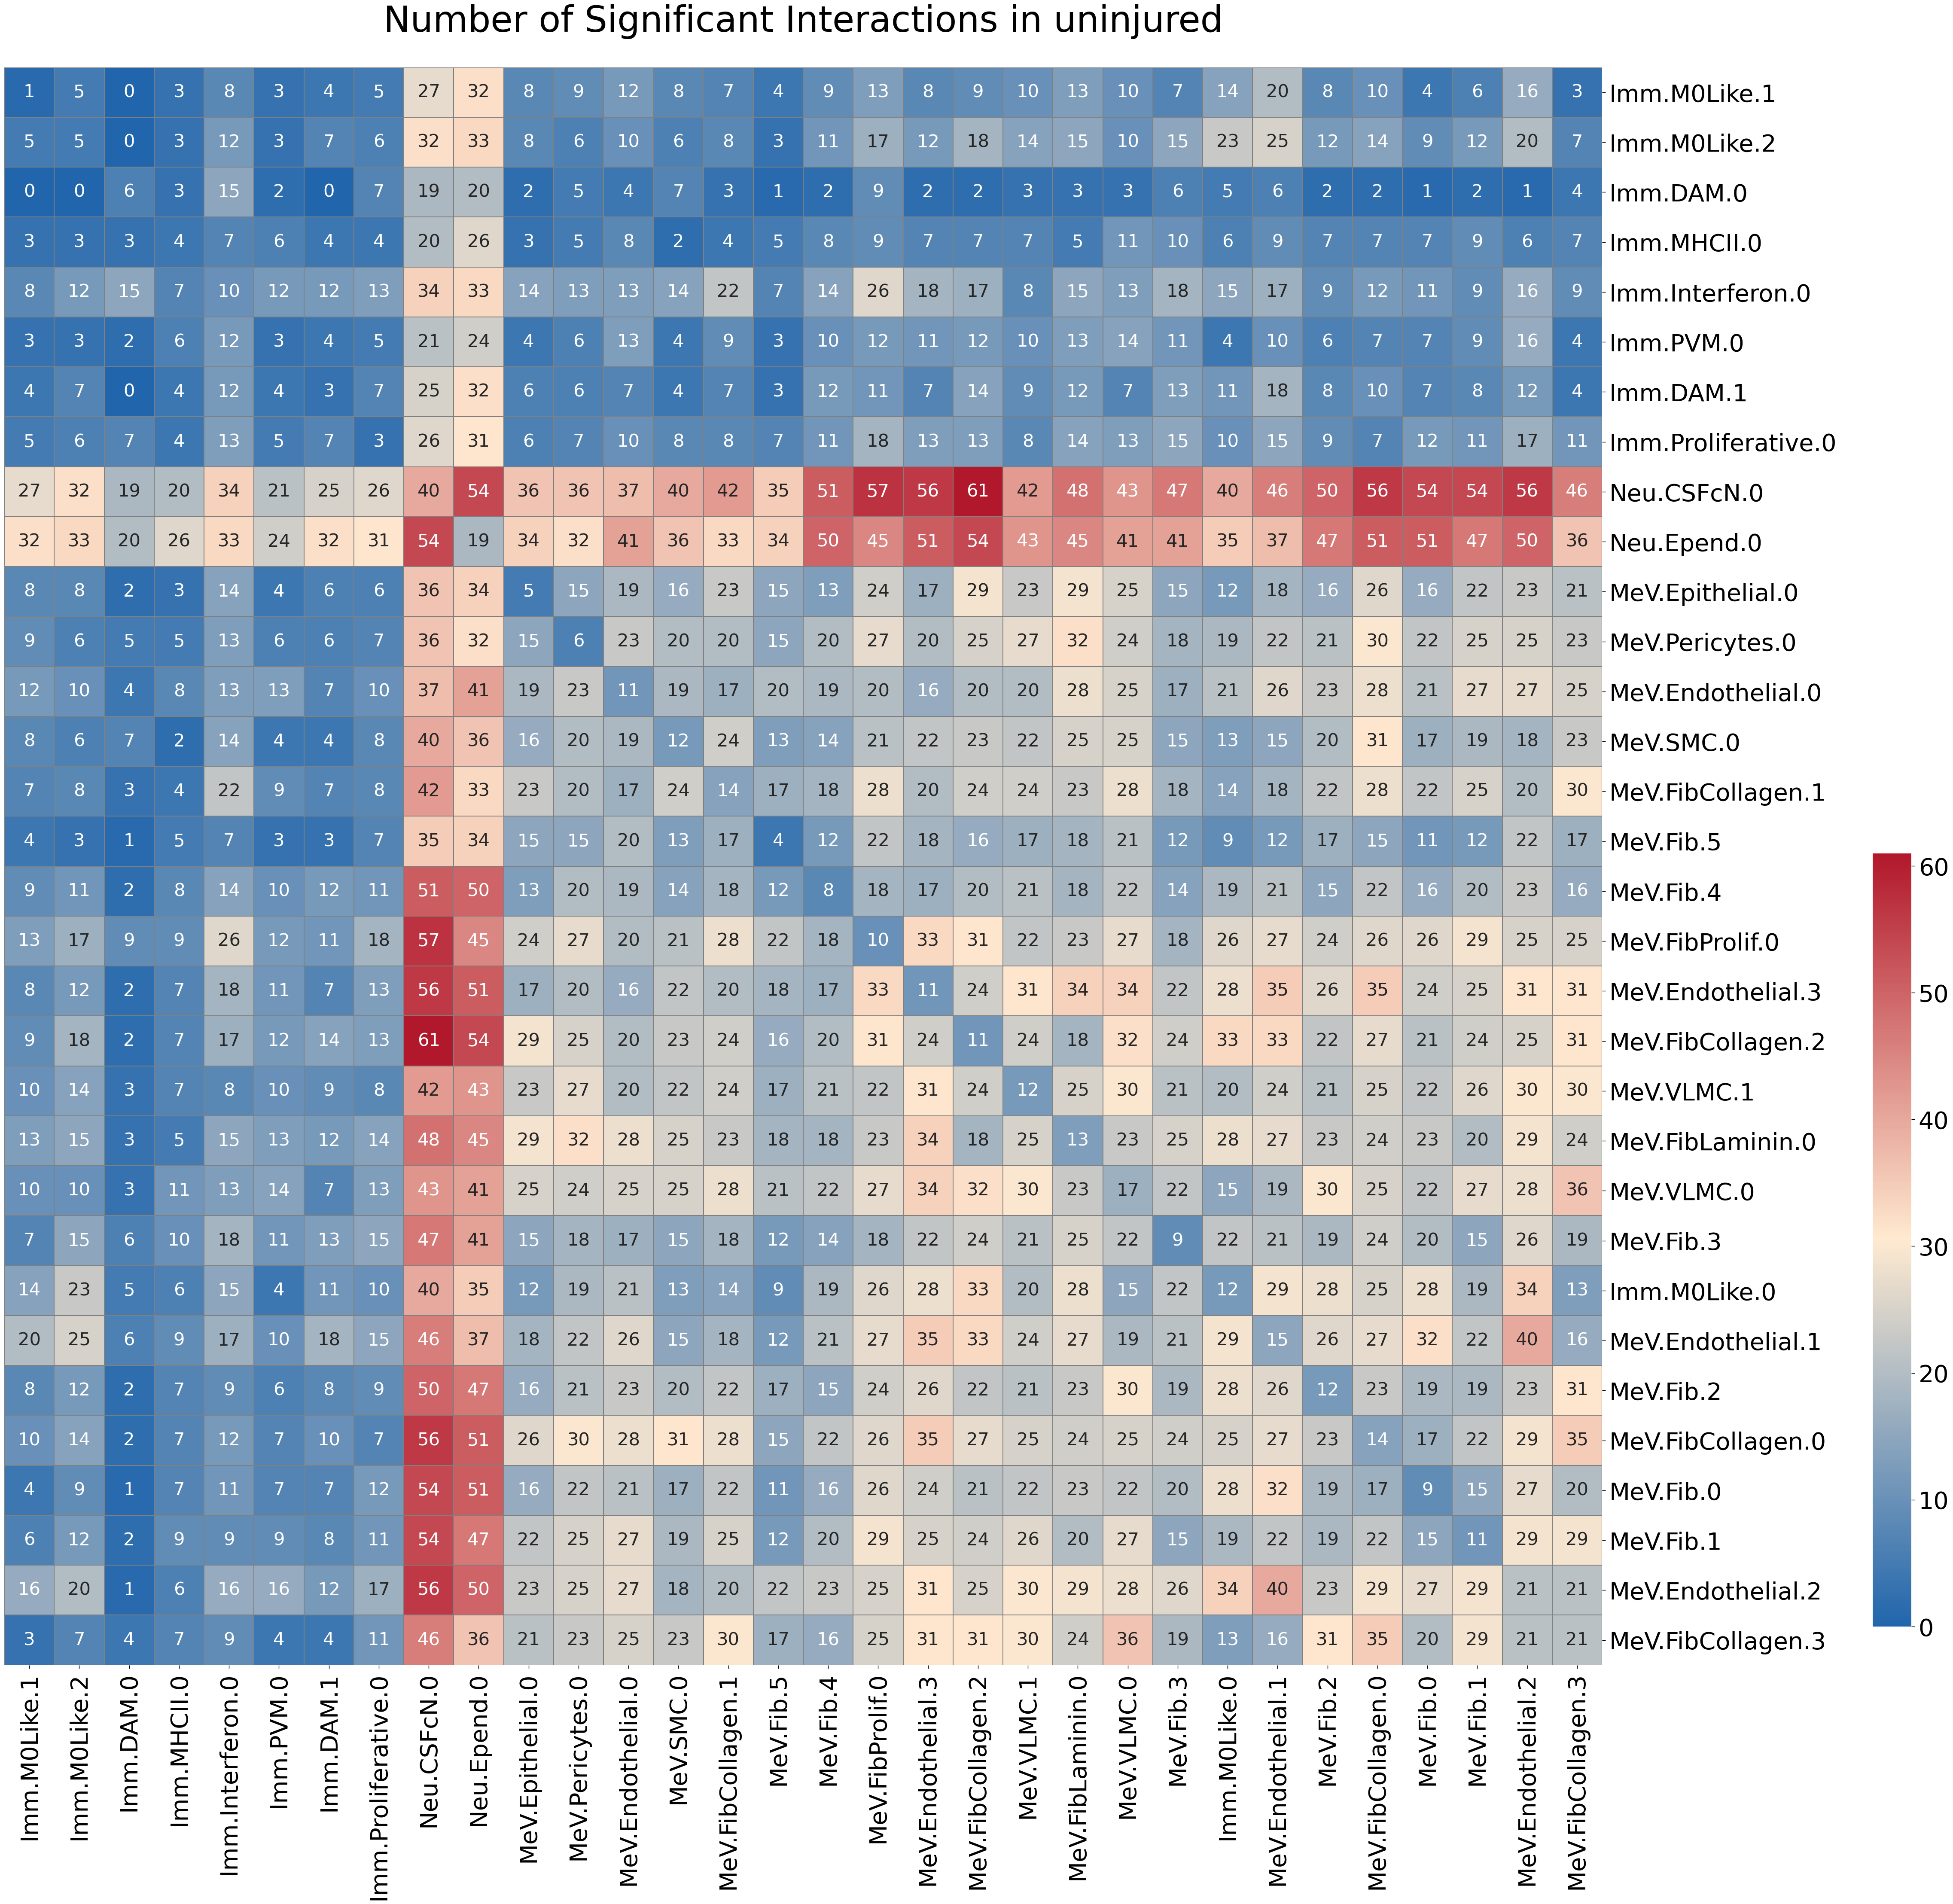 Number of Significant Interactions in uninjured
1 5 0 3 8 3 4 5 27 32 8 9 12 8 7 4 9 13 8 9 10 13 10 7 14 20 8 10 4 6 16 3 Imm.M0Like.1
5 5 0 3 12 3 7 6 32 33 8 6 10 6 8 3 11 17 12 18 14 15 10 15 23 25 12 14 9 12 20 7 Imm.M0Like.2
0 0 6 3 15 2 0 7 19 20 2 5 4 7 3 1 2 9 2 2 3 3 3 6 5 6 2 2 1 2 1 4 Imm.DAM.0
3 3 3 4 7 6 4 4 20 26 3 5 8 2 4 5 8 9 7 7 7 5 11 10 6 9 7 7 7 9 6 7 Imm.MHCII.0
8 12 15 7 10 12 12 13 34 33 14 13 13 14 22 7 14 26 18 17 8 15 13 18 15 17 9 12 11 9 16 9 Imm.Interferon.0
3 3 2 6 12 3 4 5 21 24 4 6 13 4 9 3 10 12 11 12 10 13 14 11 4 10 6 7 7 9 16 4 Imm.PVM.0
4 7 0 4 12 4 3 7 25 32 6 6 7 4 7 3 12 11 7 14 9 12 7 13 11 18 8 10 7 8 12 4 Imm.DAM.1
5 6 7 4 13 5 7 3 26 31 6 7 10 8 8 7 11 18 13 13 8 14 13 15 10 15 9 7 12 11 17 11 Imm.Proliferative.0
27 32 19 20 34 21 25 26 40 54 36 36 37 40 42 35 51 57 56 61 42 48 43 47 40 46 50 56 54 54 56 46 Neu.CSFcN.0
32 33 20 26 33 24 32 31 54 19 34 32 41 36 33 34 50 45 51 54 43 45 41 41 35 37 47 51 51 47 50 36 Neu.Epend.0
8 8 2 3 14 4 6 6 36 34 5 15 19 16 23 15 13 24 17 29 23 29 25 15 12 18 16 26 16 22 23 21 MeV.Epithelial.0
9 6 5 5 13 6 6 7 36 32 15 6 23 20 20 15 20 27 20 25 27 32 24 18 19 22 21 30 22 25 25 23 MeV.Pericytes.0
12 10 4 8 13 13 7 10 37 41 19 23 11 19 17 20 19 20 16 20 20 28 25 17 21 26 23 28 21 27 27 25 MeV.Endothelial.0
8 6 7 2 14 4 4 8 40 36 16 20 19 12 24 13 14 21 22 23 22 25 25 15 13 15 20 31 17 19 18 23 MeV.SMC.0
7 8 3 4 22 9 7 8 42 33 23 20 17 24 14 17 18 28 20 24 24 23 28 18 14 18 22 28 22 25 20 30 MeV.FibCollagen.1
4 3 1 5 7 3 3 7 35 34 15 15 20 13 17 4 12 22 18 16 17 18 21 12 9 12 17 15 11 12 22 17 MeV.Fib.5
9 11 2 8 14 10 12 11 51 50 13 20 19 14 18 12 8 18 17 20 21 18 22 14 19 21 15 22 16 20 23 16 MeV.Fib.4
13 17 9 9 26 12 11 18 57 45 24 27 20 21 28 22 18 10 33 31 22 23 27 18 26 27 24 26 26 29 25 25 MeV.FibProlif.0
8 12 2 7 18 11 7 13 56 51 17 20 16 22 20 18 17 33 11 24 31 34 34 22 28 35 26 35 24 25 31 31 MeV.Endothelial.3
9 18 2 7 17 12 14 13 61 54 29 25 20 23 24 16 20 31 24 11 24 18 32 24 33 33 22 27 21 24 25 31 MeV.FibCollagen.2
10 14 3 7 8 10 9 8 42 43 23 27 20 22 24 17 21 22 31 24 12 25 30 21 20 24 21 25 22 26 30 30 MeV.VLMC.1
13 15 3 5 15 13 12 14 48 45 29 32 28 25 23 18 18 23 34 18 25 13 23 25 28 27 23 24 23 20 29 24 MeV.FibLaminin.0
10 10 3 11 13 14 7 13 43 41 25 24 25 25 28 21 22 27 34 32 30 23 17 22 15 19 30 25 22 27 28 36 MeV.VLMC.0
7 15 6 10 18 11 13 15 47 41 15 18 17 15 18 12 14 18 22 24 21 25 22 9 22 21 19 24 20 15 26 19 MeV.Fib.3
14 23 5 6 15 4 11 10 40 35 12 19 21 13 14 9 19 26 28 33 20 28 15 22 12 29 28 25 28 19 34 13 Imm.M0Like.0
20 25 6 9 17 10 18 15 46 37 18 22 26 15 18 12 21 27 35 33 24 27 19 21 29 15 26 27 32 22 40 16 MeV.Endothelial.1
8 12 2 7 9 6 8 9 50 47 16 21 23 20 22 17 15 24 26 22 21 23 30 19 28 26 12 23 19 19 23 31 MeV.Fib.2
10 14 2 7 12 7 10 7 56 51 26 30 28 31 28 15 22 26 35 27 25 24 25 24 25 27 23 14 17 22 29 35 MeV.FibCollagen.0
4 9 1 7 11 7 7 12 54 51 16 22 21 17 22 11 16 26 24 21 22 23 22 20 28 32 19 17 9 15 27 20 MeV.Fib.0
6 12 2 9 9 9 8 11 54 47 22 25 27 19 25 12 20 29 25 24 26 20 27 15 19 22 19 22 15 11 29 29 MeV.Fib.1
16 20 1 6 16 16 12 17 56 50 23 25 27 18 20 22 23 25 31 25 30 29 28 26 34 40 23 29 27 29 21 21 MeV.Endothelial.2
3 7 4 7 9 4 4 11 46 36 21 23 25 23 30 17 16 25 31 31 30 24 36 19 13 16 31 35 20 29 21 21 MeV.FibCollagen.3
Imm.M0Like.1
Imm.M0Like.2
Imm.DAM.0
Imm.MHCII.0
Imm.Interferon.0
Imm.PVM.0
Imm.DAM.1
Imm.Proliferative.0
Neu.CSFcN.0
Neu.Epend.0
MeV.Epithelial.0
MeV.Pericytes.0
MeV.Endothelial.0
MeV.SMC.0
MeV.FibCollagen.1
MeV.Fib.5
MeV.Fib.4
MeV.FibProlif.0
MeV.Endothelial.3
MeV.FibCollagen.2
MeV.VLMC.1
MeV.FibLaminin.0
MeV.VLMC.0
MeV.Fib.3
Imm.M0Like.0
MeV.Endothelial.1
MeV.Fib.2
MeV.FibCollagen.0
MeV.Fib.0
MeV.Fib.1
MeV.Endothelial.2
MeV.FibCollagen.3
60
50
40
30
20
10
0